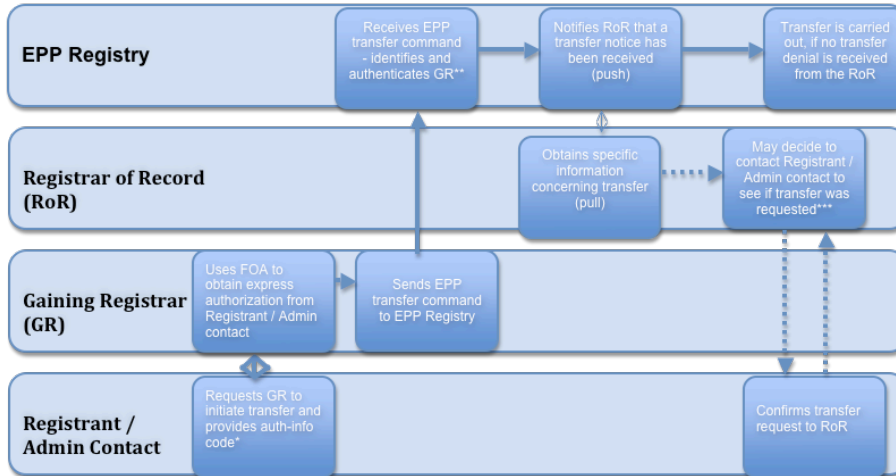 EPP Registry
Receives EPP
transfer command
- identifies and
authenticates GR**
Notifies RoR that a
transfer notice has
been received
(push)
Transfer is carried
out, if no transfer
denial is received
from the RoR
Registrar of Record
(RoR)
Obtains specific
information
concerning transfer
(pull)
May decide to
contact Registrant /
Admin contact to
see if transfer was
requested***
Gaining Registrar
(GR)
Uses FOA to
obtain express
authorization from
Registrant / Admin
contact
Sends EPP
transfer command
to EPP Registry
Registrant /
Admin Contact
Requests GR to
initiate transfer and
provides auth-info
code*
Confirms transfer
request to RoR